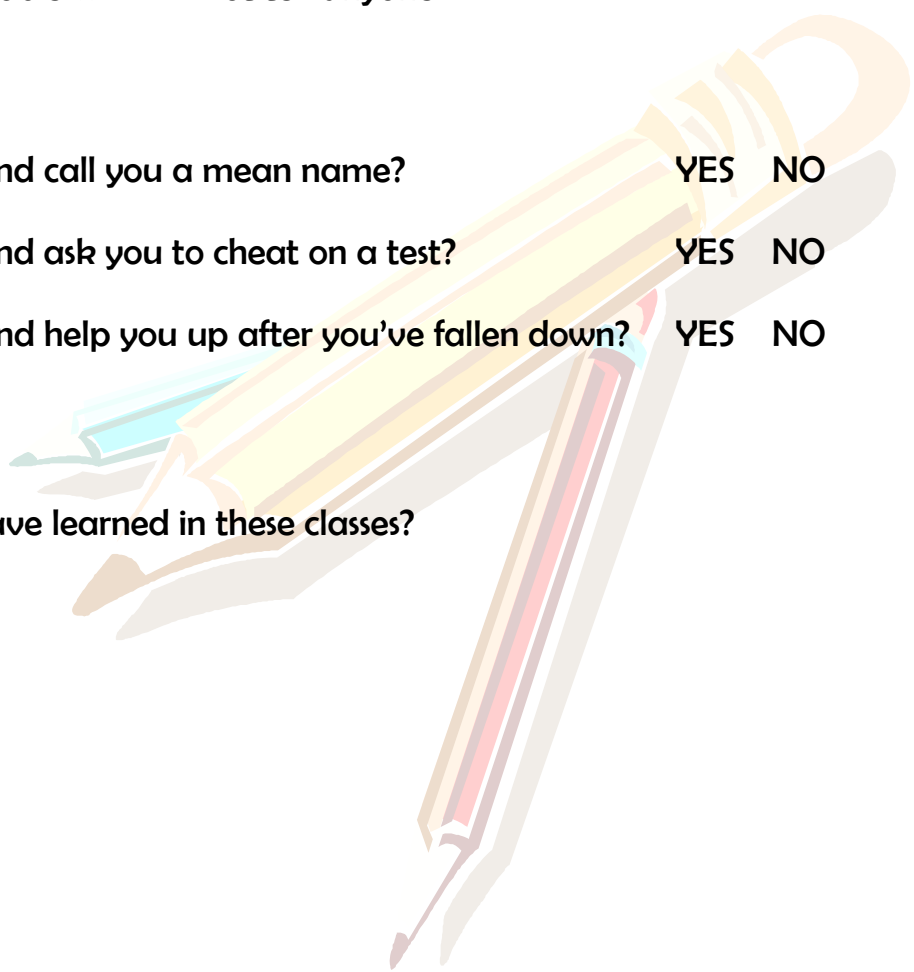 nd call you a mean name? YES NO
nd ask you to cheat on a test? YES NO
nd help you up after you've fallen down? YES NO
ave learned in these classes?